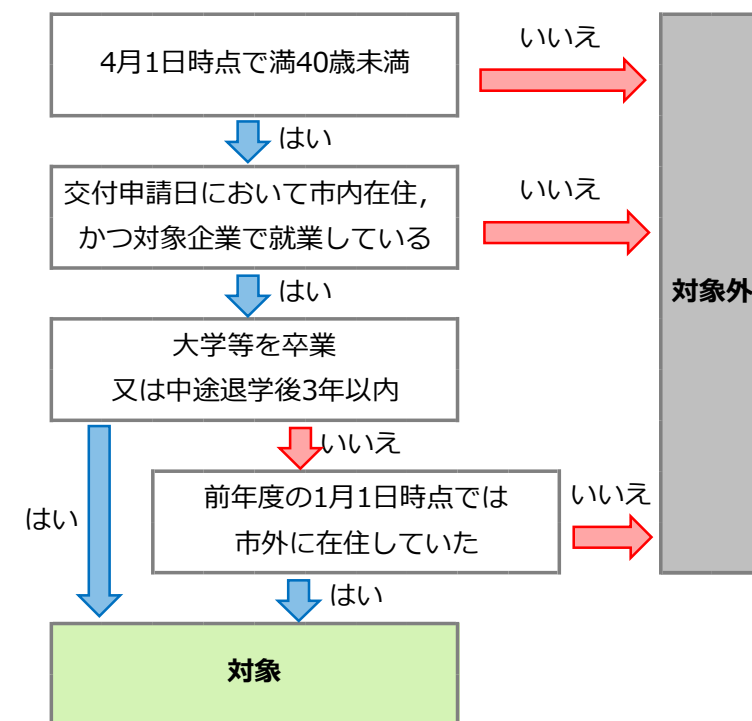 4月1日時点で満40歳未満
いいえ
はい
交付申請日において市内在住,
かつ対象企業で就業している
いいえ
対象外
はい
大学等を卒業
又は中途退学後3年以内
いいえ
はい
前年度の1月1日時点では
市外に在住していた
いいえ
はい
対象